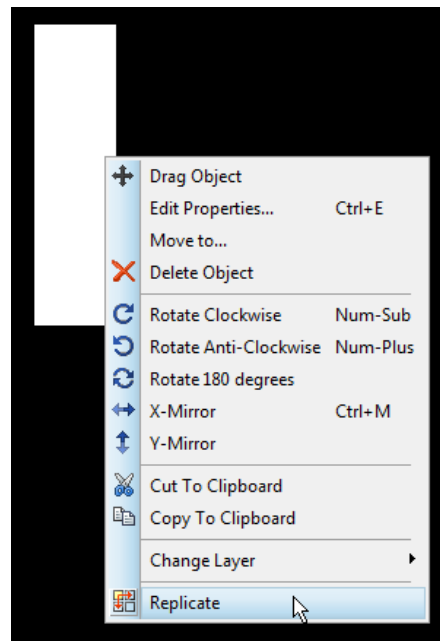 Drag Object
Edit Properties... Ctrl+E
Move to...
Delete Object
Rotate Clockwise Num-Sub
Rotate Anti-Clockwise Num-Plus
Rotate 180 degrees
X-Mirror Ctrl+M
Y-Mirror
Cut To Clipboard
Copy To Clipboard
Change Layer
Replicate